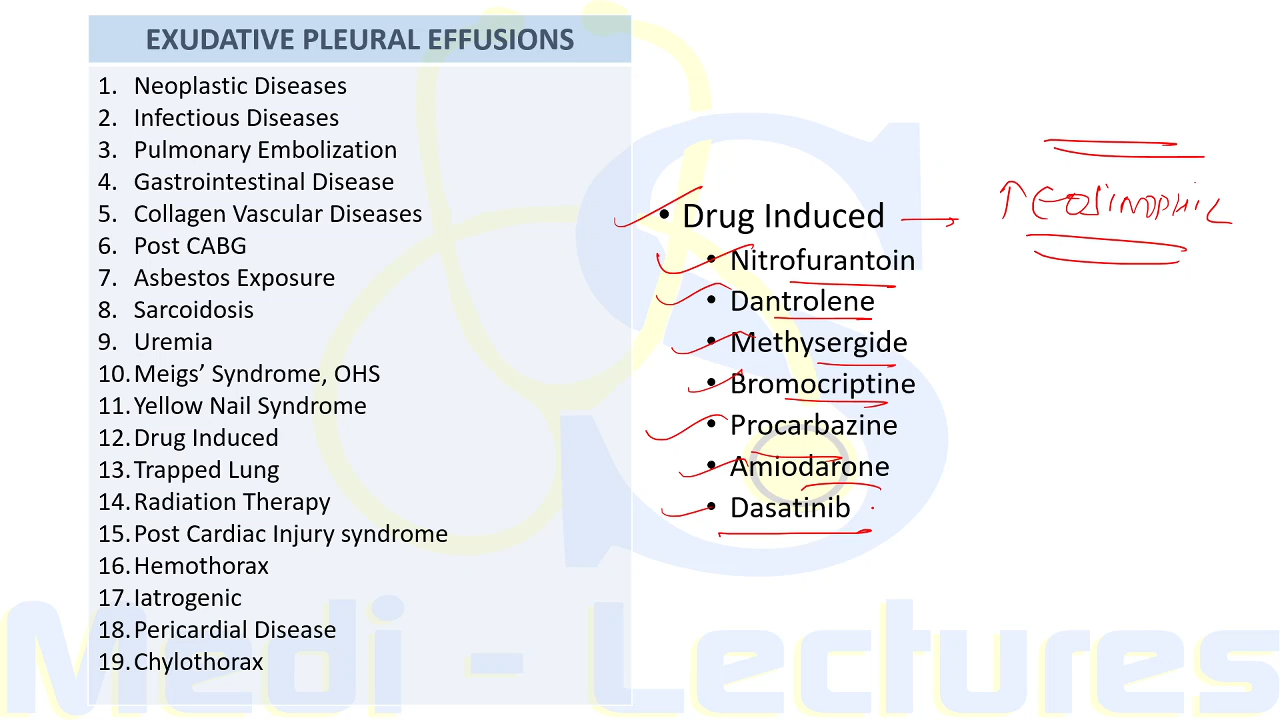 EXUDATIVE PLEURAL EFFUSIONS
1. Neoplastic Diseases
2. Infectious Diseases
3. Pulmonary Embolization
4. Gastrointestinal Disease
5. Collagen Vascular Diseases
6. Post CABG
7. Asbestos Exposure
8. Sarcoidosis
9. Uremia
10. Meigs’ Syndrome, OHS
11. Yellow Nail Syndrome
12. Drug Induced
13. Trapped Lung
14. Radiation Therapy
15. Post Cardiac Injury syndrome
16. Hemothorax
17. Iatrogenic
18. Pericardial Disease
19. Chylothorax
• Drug Induced → ↑ EOSINOPHIL
• Nitrofurantoin
• Dantrolene
• Methysergide
• Bromocriptine
• Procarbazine
• Amiodarone
• Dasatinib
Medi - Lectures